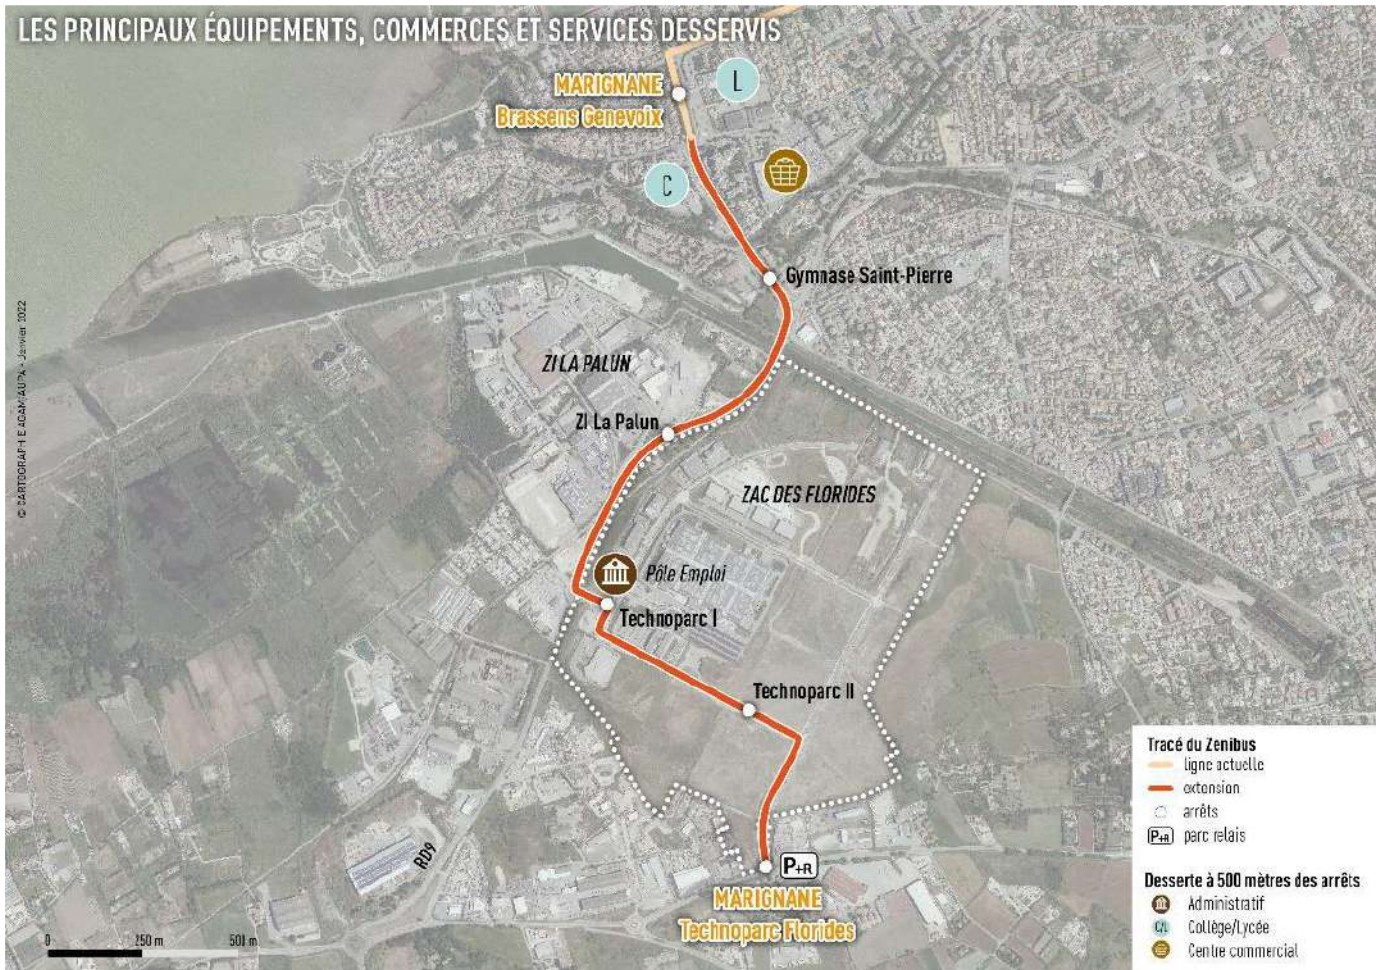 LES PRINCIPAUX ÉQUIPEMENTS, COMMERCES ET SERVICES DESSERVIS
MARIGNANE
Brassens Genevoix
L
C
Gymnase Saint-Pierre
© CARTOGRAPHIE AGAM/AUPA - Janvier 2022
ZI LA PALUN
ZI La Palun
ZAC DES FLORIDES
Pôle Emploi
Technoparc I
Technoparc II
RD9
P+R
MARIGNANE
Technoparc Florides
0 250 m 500 m
Tracé du Zenibus
ligne actuelle
extension
arrêts
P+R parc relais
Desserte à 500 mètres des arrêts
Administratif
C/L Collège/Lycée
Centre commercial